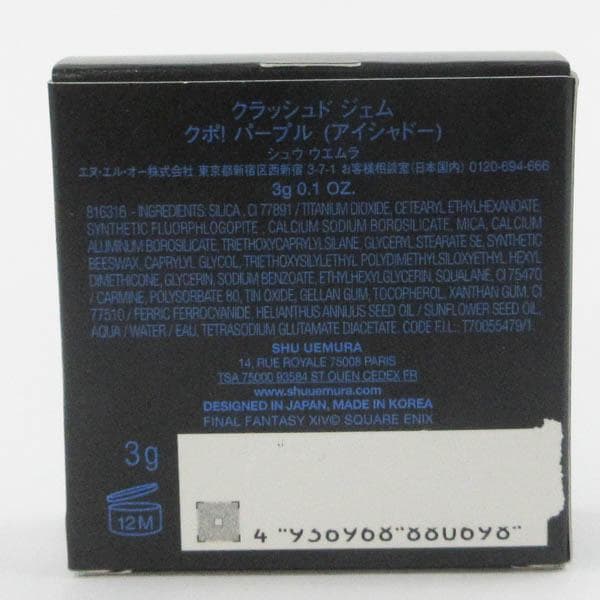 クラッシュド ジェム
クポ! パープル (アイシャドー)
シュウ ウエムラ
エヌ・エル・オー株式会社 東京都新宿区西新宿 3-7-1 お客様相談室(日本国内) 0120-694-666
3g 0.1 OZ.
816316 - INGREDIENTS: SILICA , CI 77891 / TITANIUM DIOXIDE, CETEARYL ETHYLHEXANOATE
SYNTHETIC FLUORPHLOGOPITE , CALCIUM SODIUM BOROSILICATE, MICA, CALCIUM
ALUMINUM BOROSILICATE, TRIETHOXYCAPRYLYLSILANE, GLYCERYL STEARATE SE, SYNTHETIC
BEESWAX, CAPRYLYL GLYCOL, TRIETHOXYSILYLETHYL POLYDIMETHYLSILOXYETHYL HEXYL
DIMETHICONE, GLYCERIN, SODIUM BENZOATE, ETHYLHEXYLGLYCERIN, SQUALANE, CI 75470
/ CARMINE, POLYSORBATE 80, TIN OXIDE, GELLAN GUM, TOCOPHEROL, XANTHAN GUM, CI
77510 / FERRIC FERROCYANIDE, HELIANTHUS ANNUUS SEED OIL / SUNFLOWER SEED OIL,
AQUA / WATER / EAU, TETRASODIUM GLUTAMATE DIACETATE. CODE F.I.L.: T70055479/1
SHU UEMURA
14, RUE ROYALE 75008 PARIS
TSA 75000 93584 ST OUEN CEDEX FR
www.shuuemura.com
DESIGNED IN JAPAN, MADE IN KOREA
FINAL FANTASY XIV© SQUARE ENIX
3g
12M
4 "936968"880698"